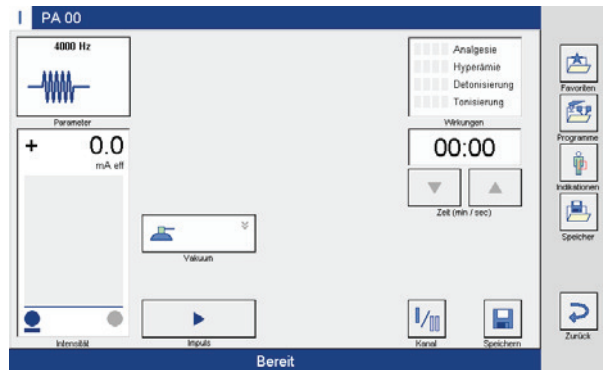 I PA 00
4000 Hz
Parameter
+ 0.0
mA eff
Intensität
Vakuum
Impuls
Analgesie
Hyperämie
Detonisierung
Tonisierung
Wirkungen
00:00
Zeit (min / sec)
Kanal
Speichern
Favoriten
Programme
Indikationen
Speicher
Zurück
Bereit